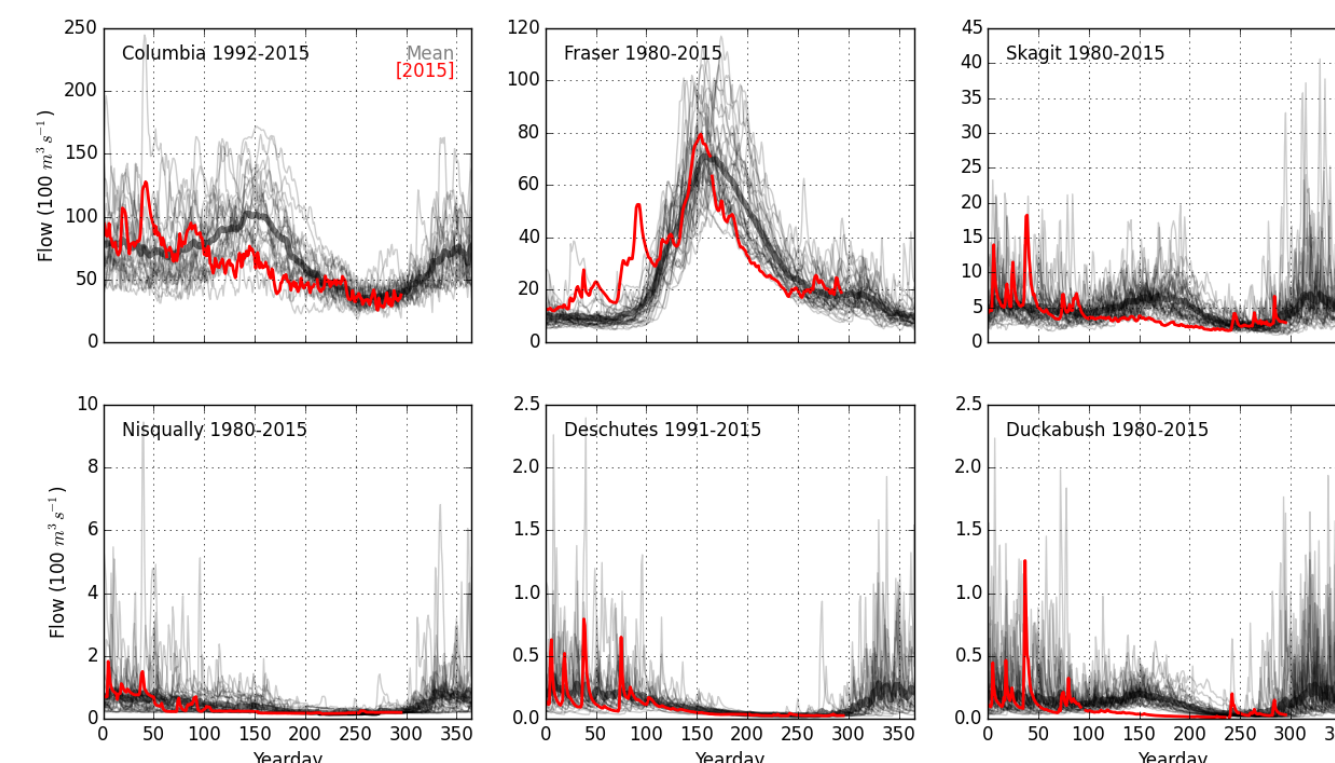 Columbia 1992-2015
Mean
[2015]
Flow (100 m³ s⁻¹)
250
200
150
100
50
0
Fraser 1980-2015
120
100
80
60
40
20
0
Skagit 1980-2015
45
40
35
30
25
20
15
10
5
0
Nisqually 1980-2015
Flow (100 m³ s⁻¹)
10
8
6
4
2
0
0 50 100 150 200 250 300 350
Yearday
Deschutes 1991-2015
2.5
2.0
1.5
1.0
0.5
0.0
0 50 100 150 200 250 300 350
Yearday
Duckabush 1980-2015
2.5
2.0
1.5
1.0
0.5
0.0
0 50 100 150 200 250 300
Yearday